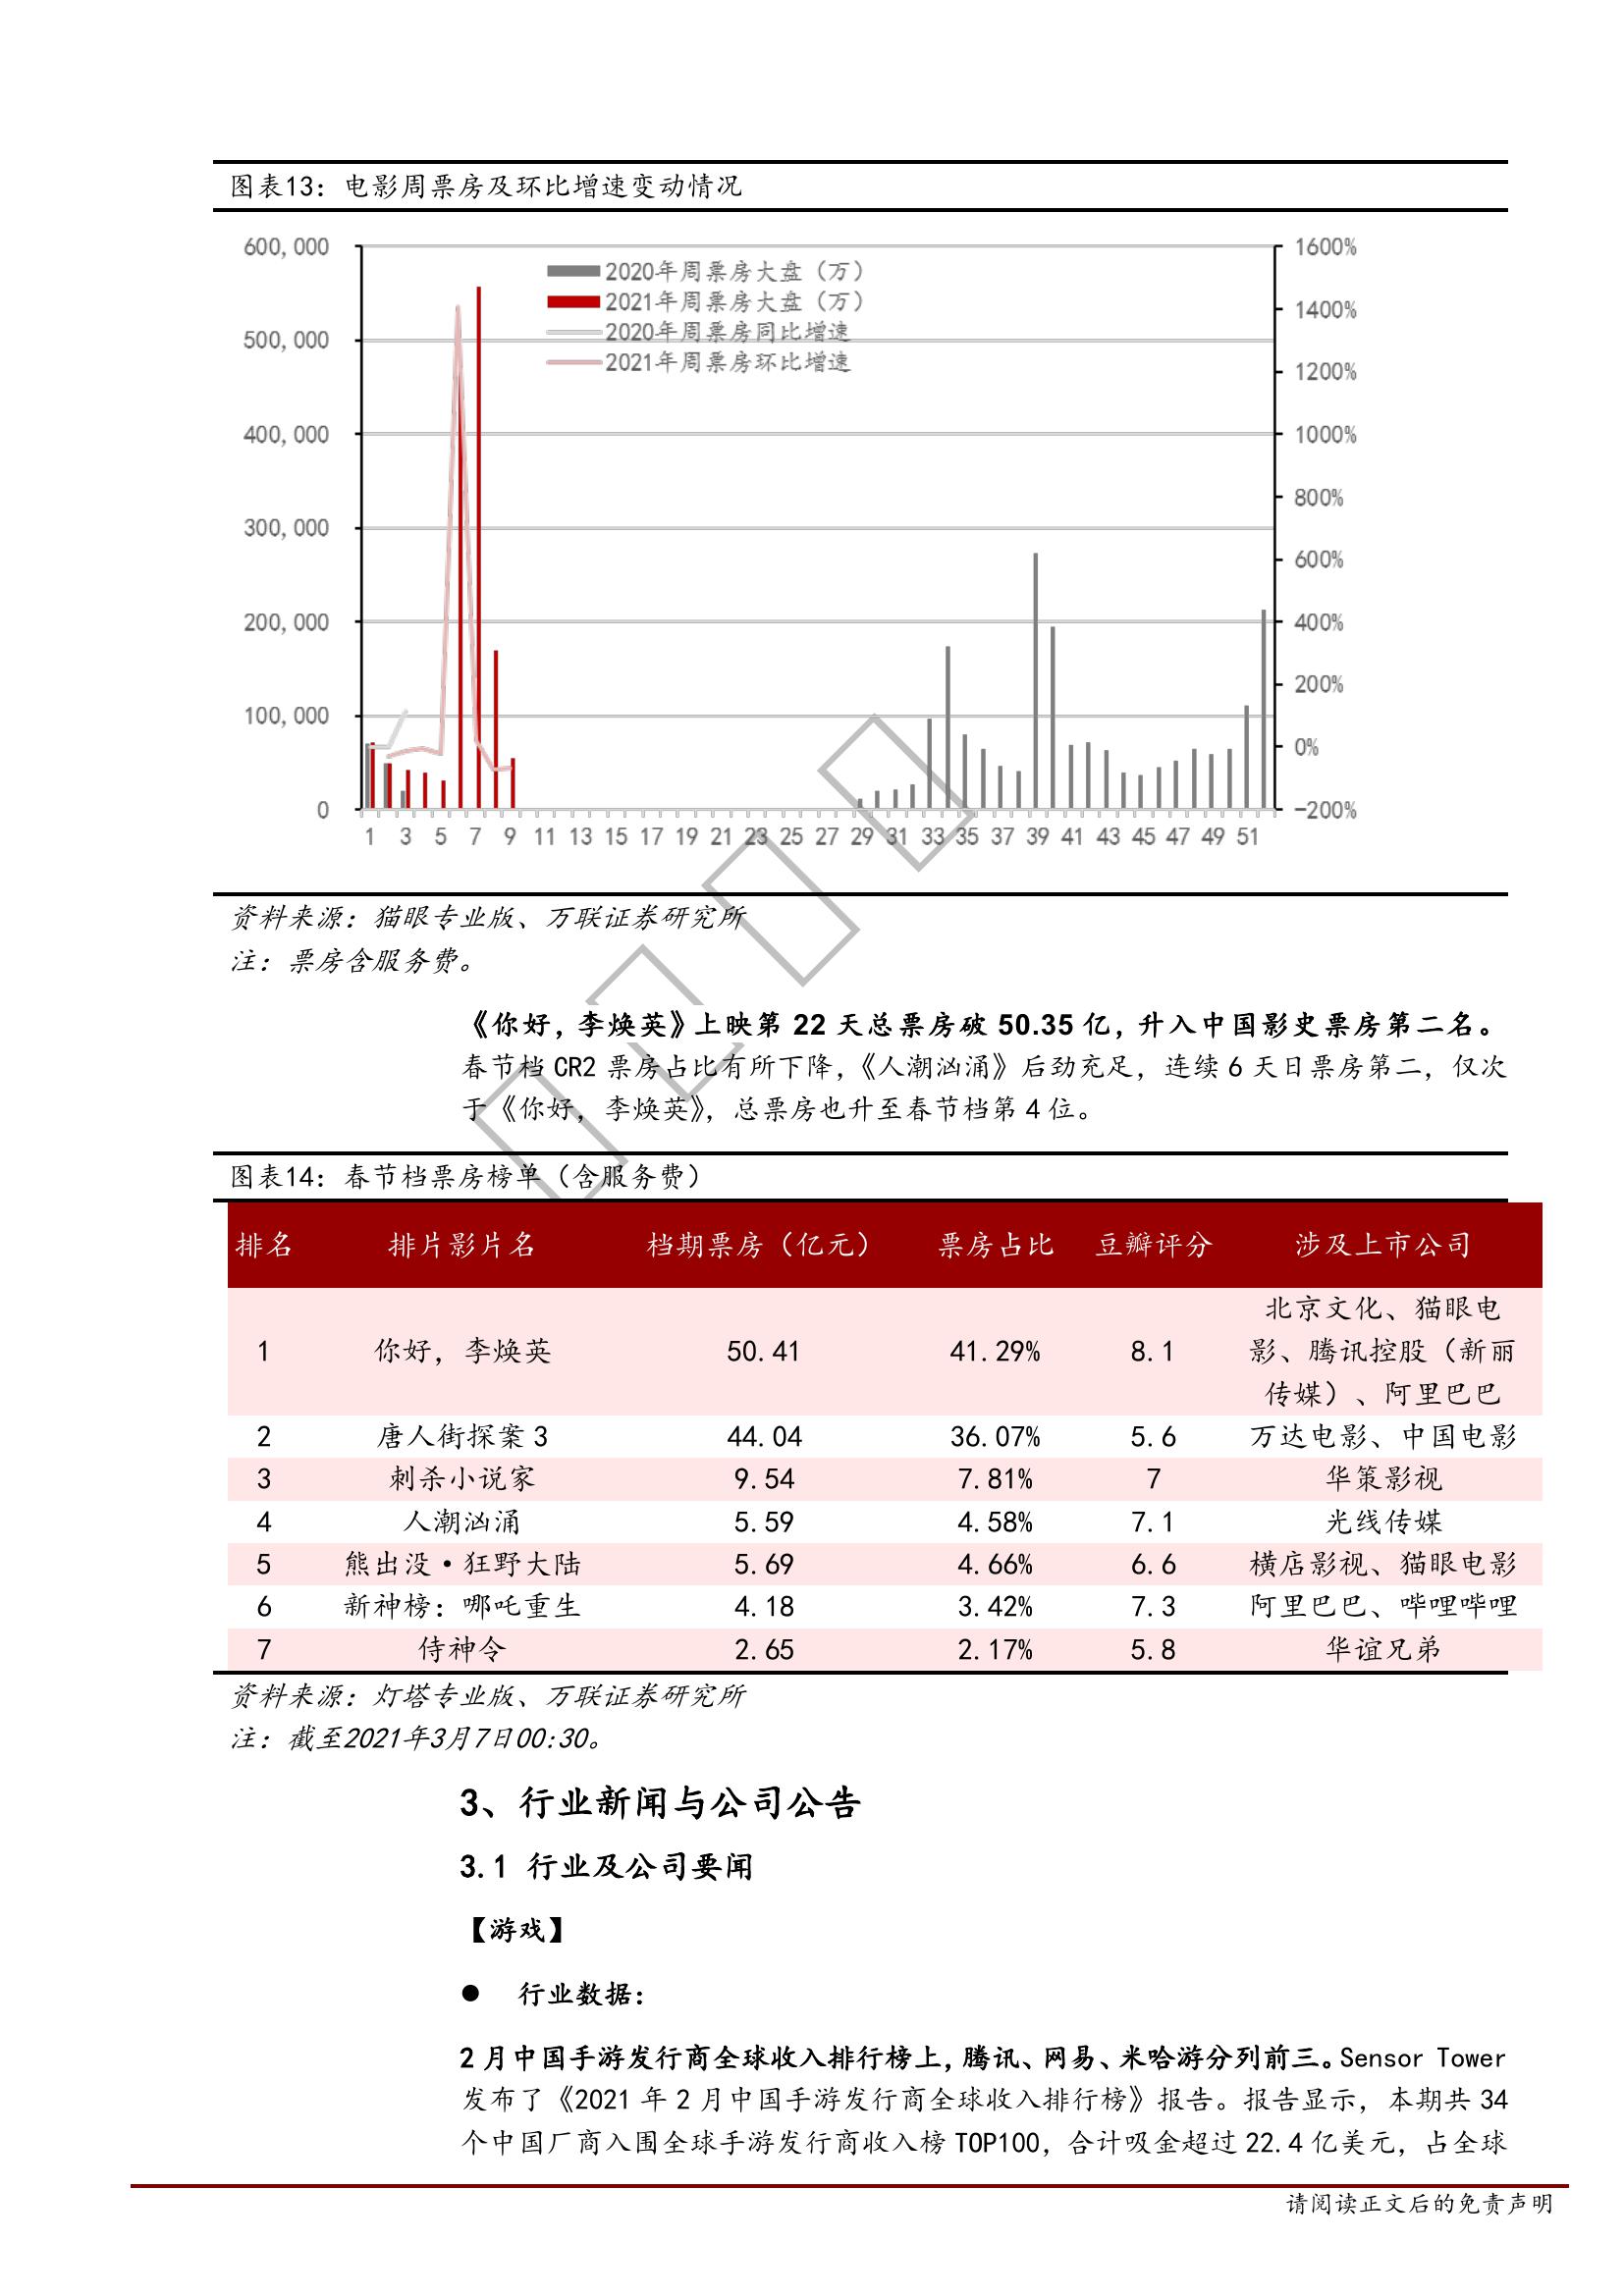 图表13：电影周票房及环比增速变动情况
600,000
500,000
400,000
300,000
200,000
100,000
0
2020年周票房大盘（万）
2021年周票房大盘（万）
2020年周票房同比增速
2021年周票房环比增速
1600%
1400%
1200%
1000%
800%
600%
400%
200%
0%
-200%
1 3 5 7 9 11 13 15 17 19 21 23 25 27 29 31 33 35 37 39 41 43 45 47 49 51
资料来源：猫眼专业版、万联证券研究所
注：票房含服务费。
《你好，李焕英》上映第 22 天总票房破 50.35 亿，升入中国影史票房第二名。
春节档 CR2 票房占比有所下降，《人潮汹涌》后劲充足，连续 6 天日票房第二，仅次
于《你好，李焕英》，总票房也升至春节档第 4 位。
图表14：春节档票房榜单（含服务费）
排名 排片影片名 档期票房（亿元） 票房占比 豆瓣评分 涉及上市公司
北京文化、猫眼电
1 你好，李焕英 50.41 41.29% 8.1 影、腾讯控股（新丽
传媒）、阿里巴巴
2 唐人街探案 3 44.04 36.07% 5.6 万达电影、中国电影
3 刺杀小说家 9.54 7.81% 7 华策影视
4 人潮汹涌 5.59 4.58% 7.1 光线传媒
5 熊出没·狂野大陆 5.69 4.66% 6.6 横店影视、猫眼电影
6 新神榜：哪吒重生 4.18 3.42% 7.3 阿里巴巴、哔哩哔哩
7 侍神令 2.65 2.17% 5.8 华谊兄弟
资料来源：灯塔专业版、万联证券研究所
注：截至2021年3月7日00:30。
3、行业新闻与公司公告
3.1 行业及公司要闻
【游戏】
● 行业数据：
2 月中国手游发行商全球收入排行榜上，腾讯、网易、米哈游分列前三。Sensor Tower
发布了《2021 年 2 月中国手游发行商全球收入排行榜》报告。报告显示，本期共 34
个中国厂商入围全球手游发行商收入榜 TOP100，合计吸金超过 22.4 亿美元，占全球
请阅读正文后的免责声明